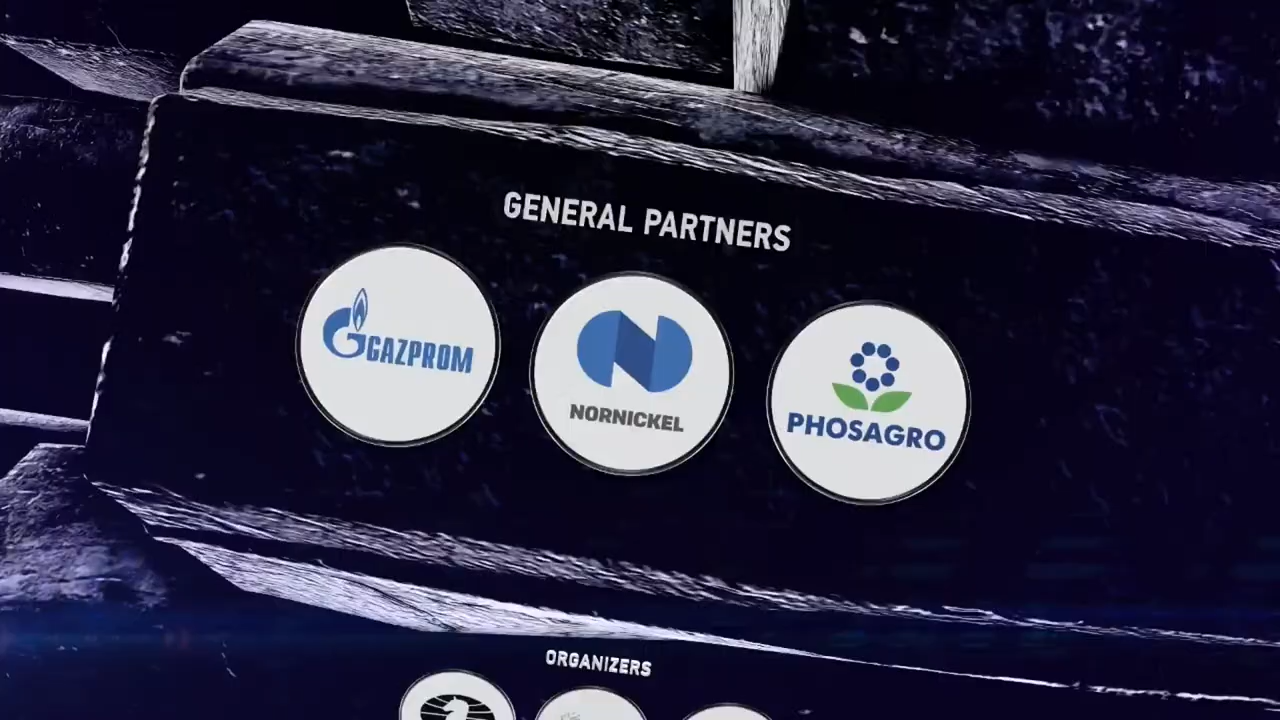 GENERAL PARTNERS
GAZPROM
NORNICKEL
PHOSAGRO
ORGANIZERS